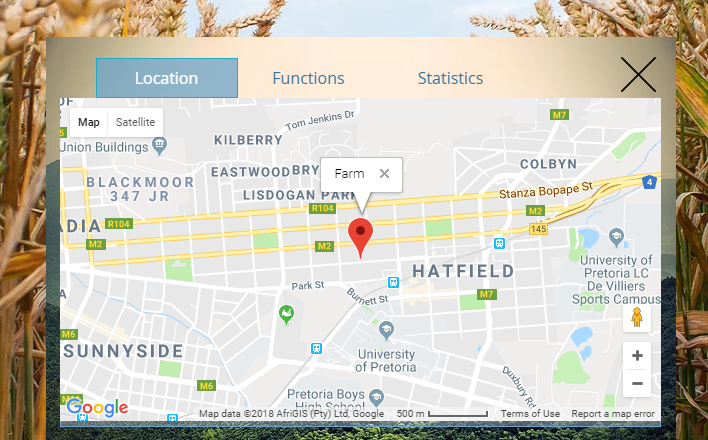 Location
Functions
Statistics
Map
Satellite
Tom Jenkins Dr
M7
KILBERRY
Union Buildings
EASTWOOD
BRY
Farm
COLBYN
BLACKMOOR
347 JR
LISDOGAN PARK
Stanza Bopape St
4
R104
M2
R104
ADIA
145
M2
M2
University of
Pretoria LC
De Villiers
Sports Campus
HATFIELD
Park St
Burnett St
M7
M6
SUNNYSIDE
University
of Pretoria
M6
Duxbury Rd
Pretoria Boys
High School
Google
Map data ©2018 AfriGIS (Pty) Ltd, Google
500 m
Terms of Use
Report a map error